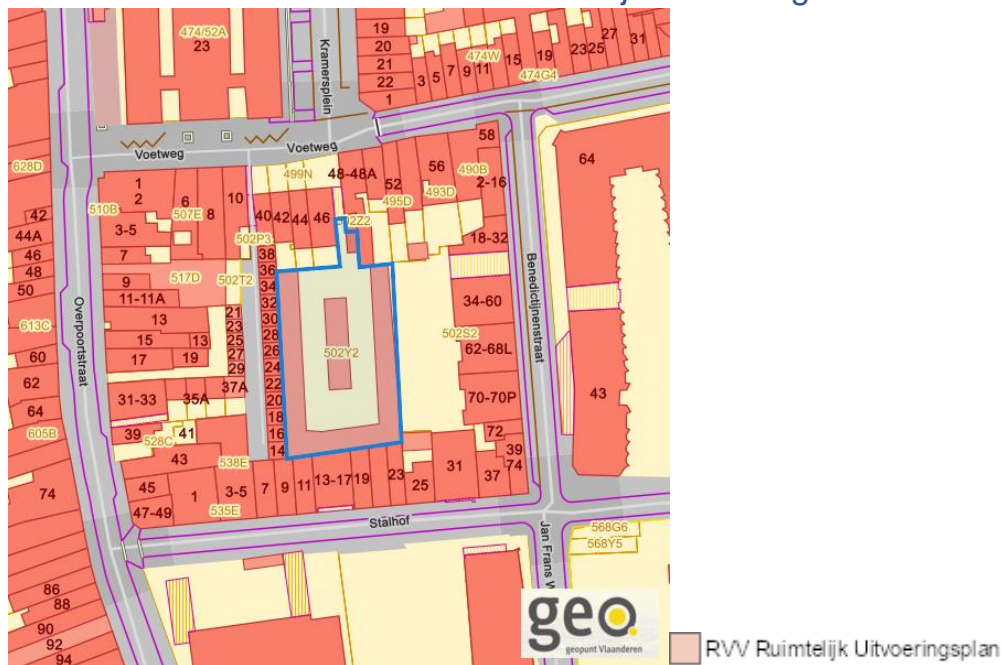 474/52A
23
Kramersplein
19
20
21
22
1
3 5 7 9 11
474W
15
19
474G4
23 25
27
31
Voetweg
Voetweg
628D
42
44A
46
48
50
613C
60
62
64
605B
74
86
88
90
92
94
Overpoortstraat
1
2
510B
3-5
7
6
507E
8
10
9
11-11A
517D
13
15
13
17
19
31-33
35A
37A
39
528C
41
43
45
47-49
1
3-5
535E
538E
502P3
502T2
21
23
25
27
29
40 42 44 46
38
36
34
32
30
28
26
24
22
20
18
16
14
499N
48-48A
52
495D
56
493D
58
490B
2-16
18-32
34-60
502S2
62-68L
70-70P
72
39
74
502Y2
7 9 11 13-17 19
23
25
31
37
Benedictijnenstraat
64
43
Stalhof
Jan Frans W
568G6
568Y5
geo
geopunt Vlaanderen
RVV Ruimtelijk Uitvoeringsplan